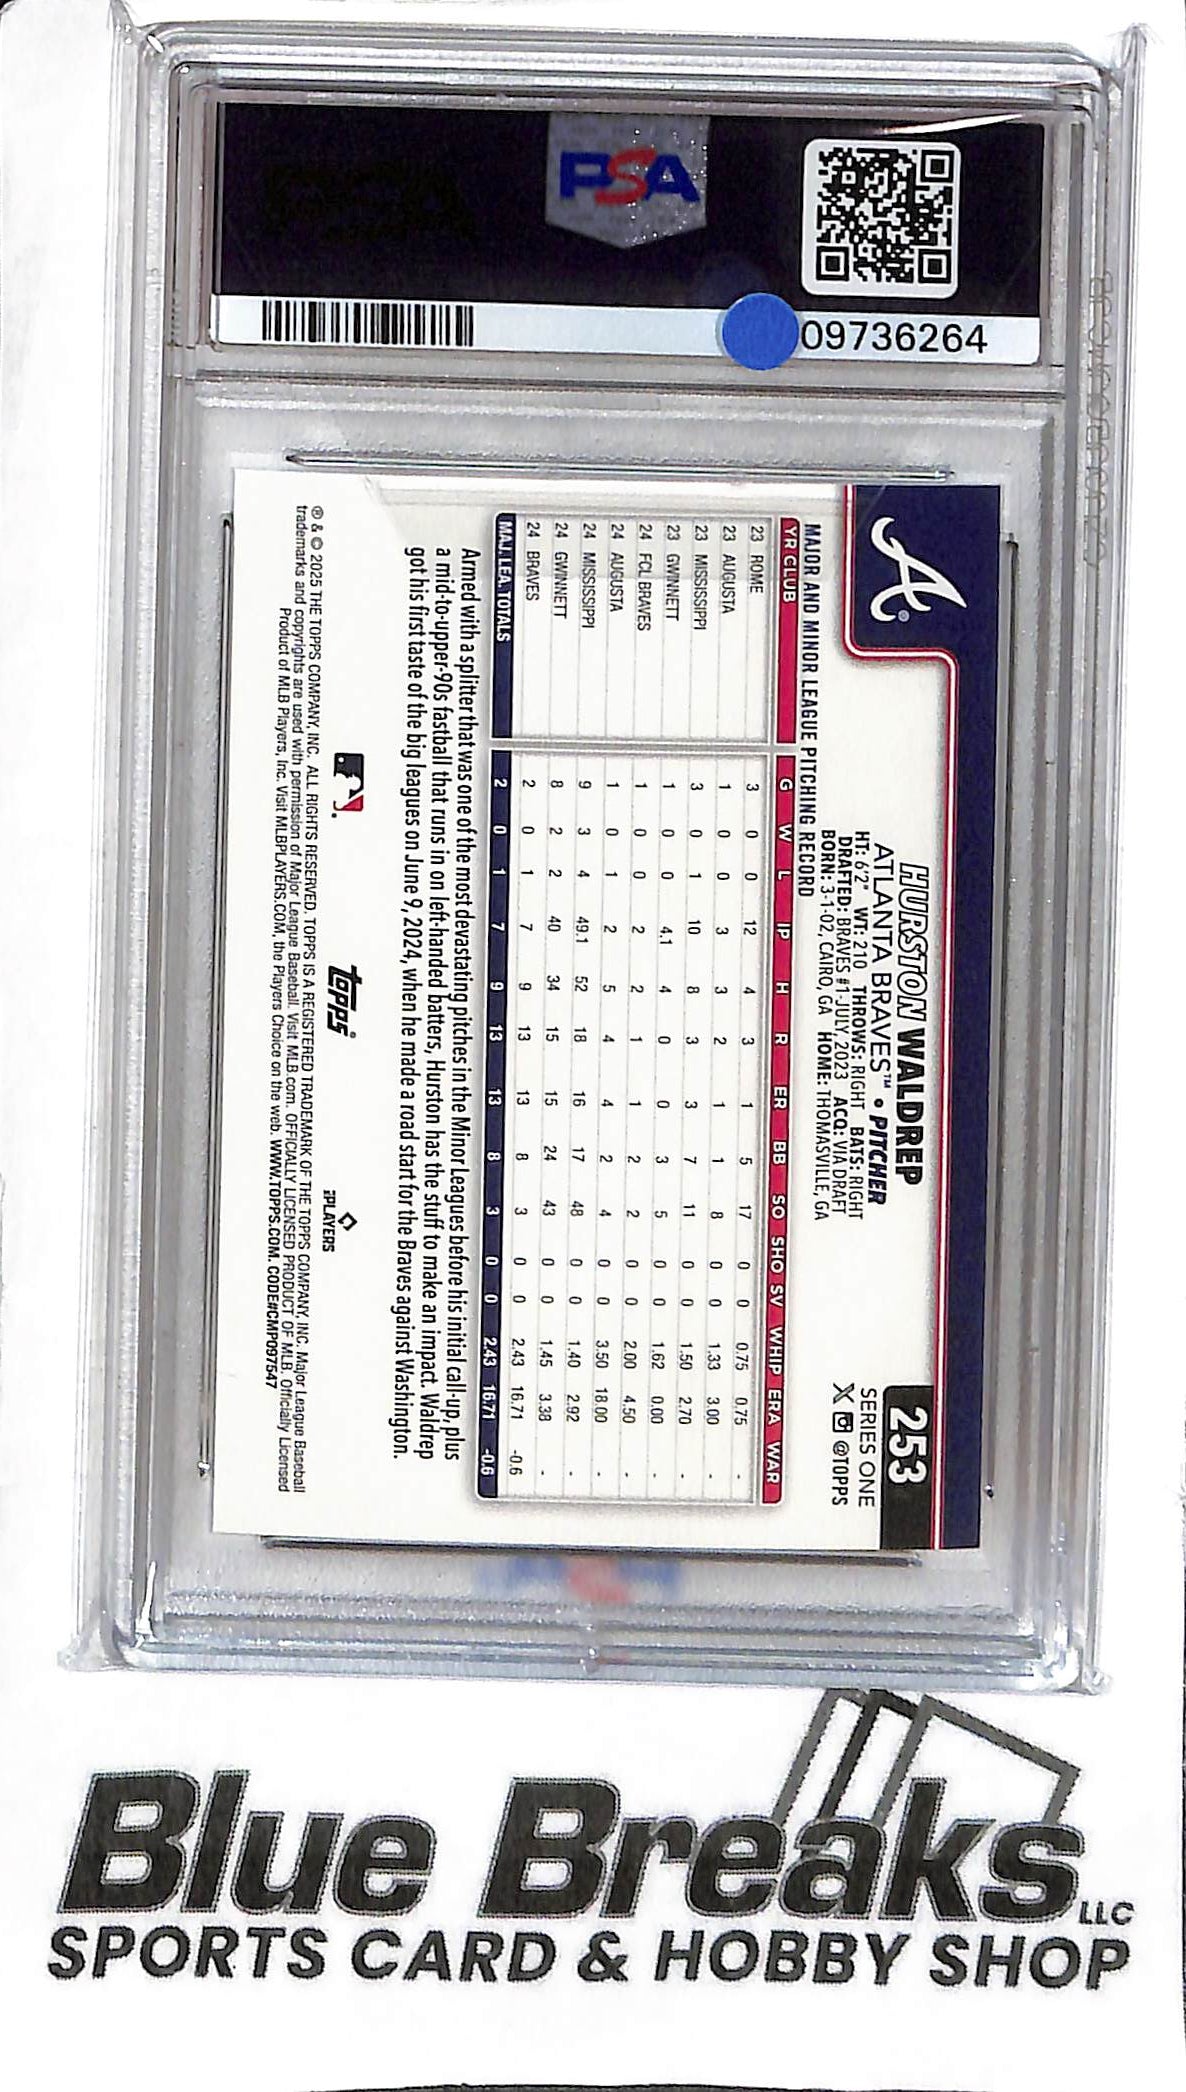 PSA
09736264
A
253
SERIES ONE
X @TOPPS
HURSTON WALDREP
ATLANTA BRAVES™ • PITCHER
HT: 6'2" WT: 210 THROWS: RIGHT BATS: RIGHT
DRAFTED: BRAVES #1-JULY, 2023 ACQ: VIA DRAFT
BORN: 3-1-02, CAIRO, GA HOME: THOMASVILLE, GA
MAJOR AND MINOR LEAGUE PITCHING RECORD
YR CLUB G W L IP H R ER BB SO SHO SV WHIP ERA WAR
23 ROME 3 0 0 12 4 3 1 5 17 0 0 0.75 0.75 -
23 AUGUSTA 1 0 0 3 3 2 1 1 8 0 0 1.33 3.00 -
23 MISSISSIPPI 3 0 1 10 8 3 3 7 11 0 0 1.50 2.70 -
23 GWINNETT 1 0 0 4.1 4 0 0 3 5 0 0 1.62 0.00 -
24 FCL BRAVES 1 0 0 2 2 1 1 2 2 0 0 2.00 4.50 -
24 AUGUSTA 1 0 1 2 5 4 4 2 4 0 0 3.50 18.00 -
24 MISSISSIPPI 9 3 4 49.1 52 18 16 17 48 0 0 1.40 2.92 -
24 GWINNETT 8 2 2 40 34 15 15 24 43 0 0 1.45 3.38 -
24 BRAVES 2 0 1 7 9 13 13 8 3 0 0 2.43 16.71 -0.6
MAJ. LEA. TOTALS 2 0 1 7 9 13 13 8 3 0 0 2.43 16.71 -0.6
Armed with a splitter that was one of the most devastating pitches in the Minor Leagues before his initial call-up, plus
a mid-to-upper-90s fastball that runs in on left-handed batters, Hurston has the stuff to make an impact. Waldrep
got his first taste of the big leagues on June 9, 2024, when he made a road start for the Braves against Washington.
topps
PLAYERS
® & © 2025 THE TOPPS COMPANY, INC. ALL RIGHTS RESERVED. TOPPS IS A REGISTERED TRADEMARK OF THE TOPPS COMPANY, INC. Major League Baseball
trademarks and copyrights are used with permission of Major League Baseball. Visit MLB.com. OFFICIALLY LICENSED PRODUCT OF MLB. Officially Licensed
Product of MLB Players, Inc. Visit MLBPLAYERS.COM, the Players Choice on the web. WWW.TOPPS.COM. CODE#CMP097547
Blue Breaks LLC
SPORTS CARD & HOBBY SHOP